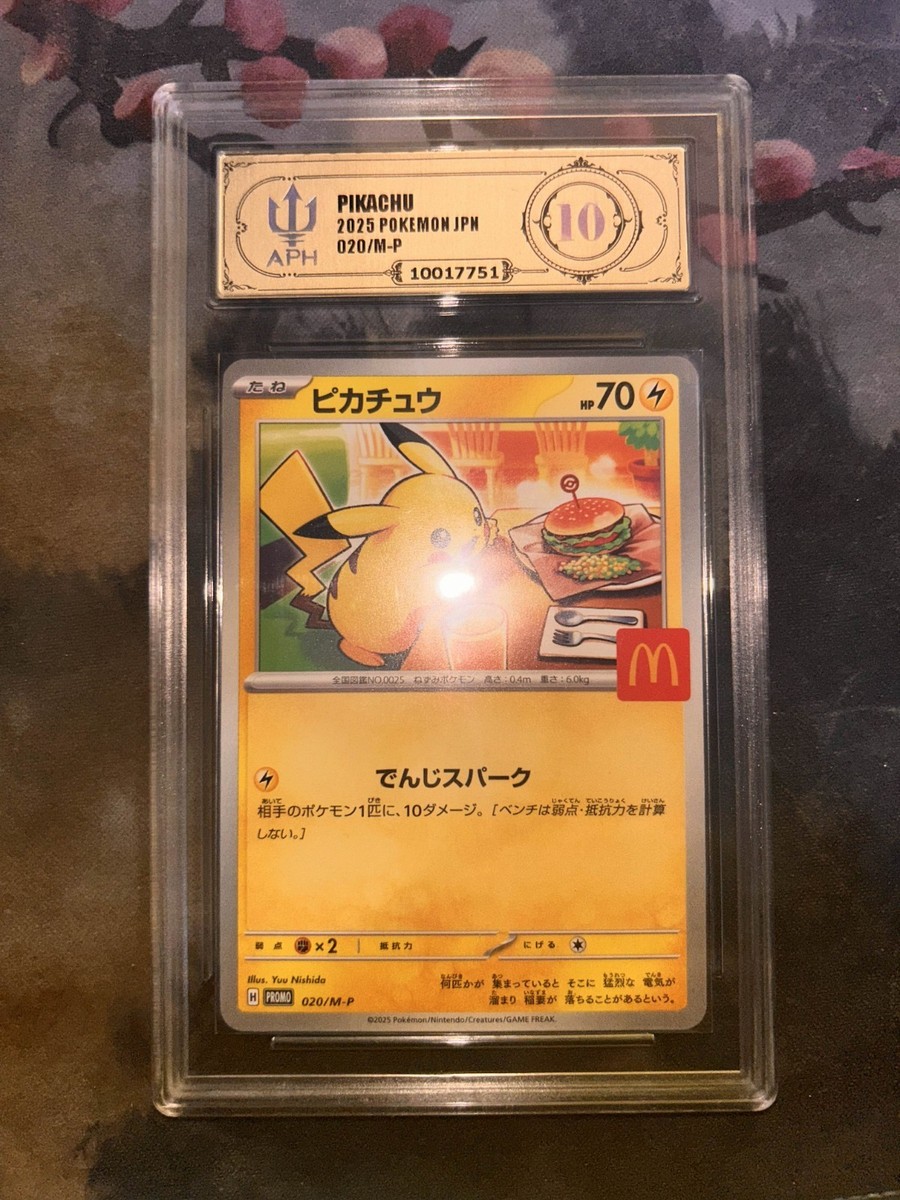 PIKACHU
2025 POKEMON JPN
020/M-P
APH
10
10017751
たね ピカチュウ HP70
M
全国図鑑NO.0025 ねずみポケモン 高さ:0.4m 重さ:6.0kg
でんじスパーク
相手のポケモン1匹に、10ダメージ。[ベンチは弱点・抵抗力を計算
しない。]
弱点 ×2 抵抗力 にげる
Illus. Yuu Nishida
何匹かが 集まっていると そこに 猛烈な 電気が
溜まり 稲妻が 落ちることがあるという。
H PROMO 020/M-P
©2025 Pokémon/Nintendo/Creatures/GAME FREAK.